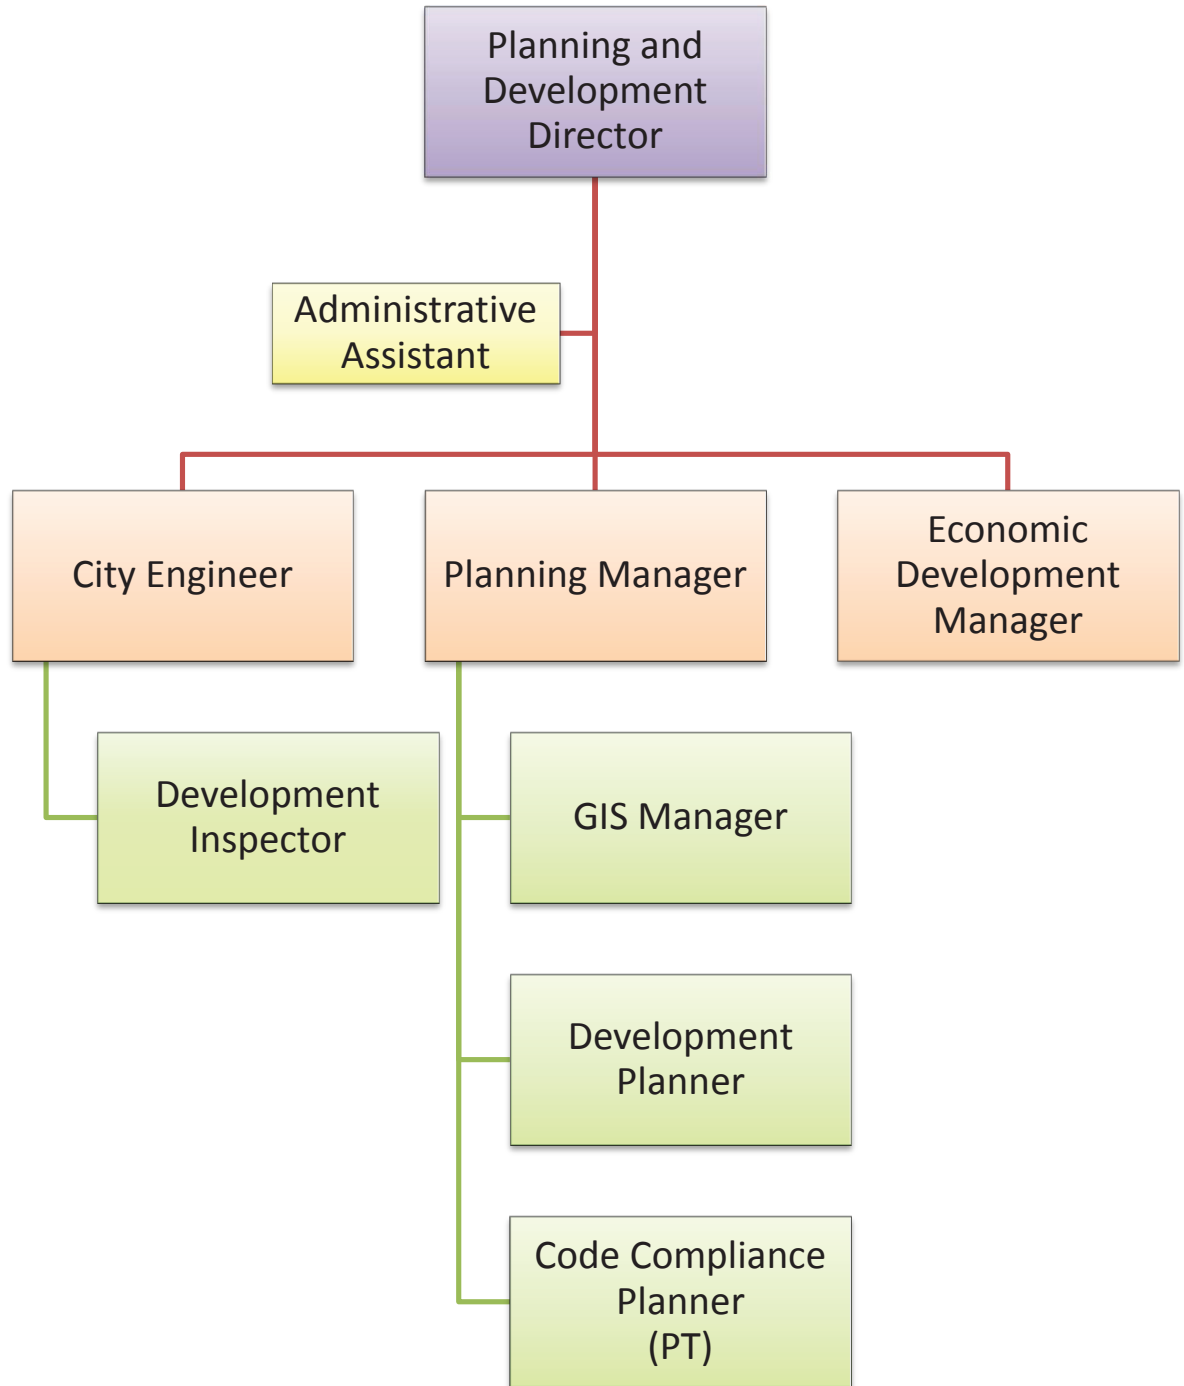 Planning and
Development
Director
Administrative
Assistant
City Engineer
Planning Manager
Economic
Development
Manager
Development
Inspector
GIS Manager
Development
Planner
Code Compliance
Planner
(PT)